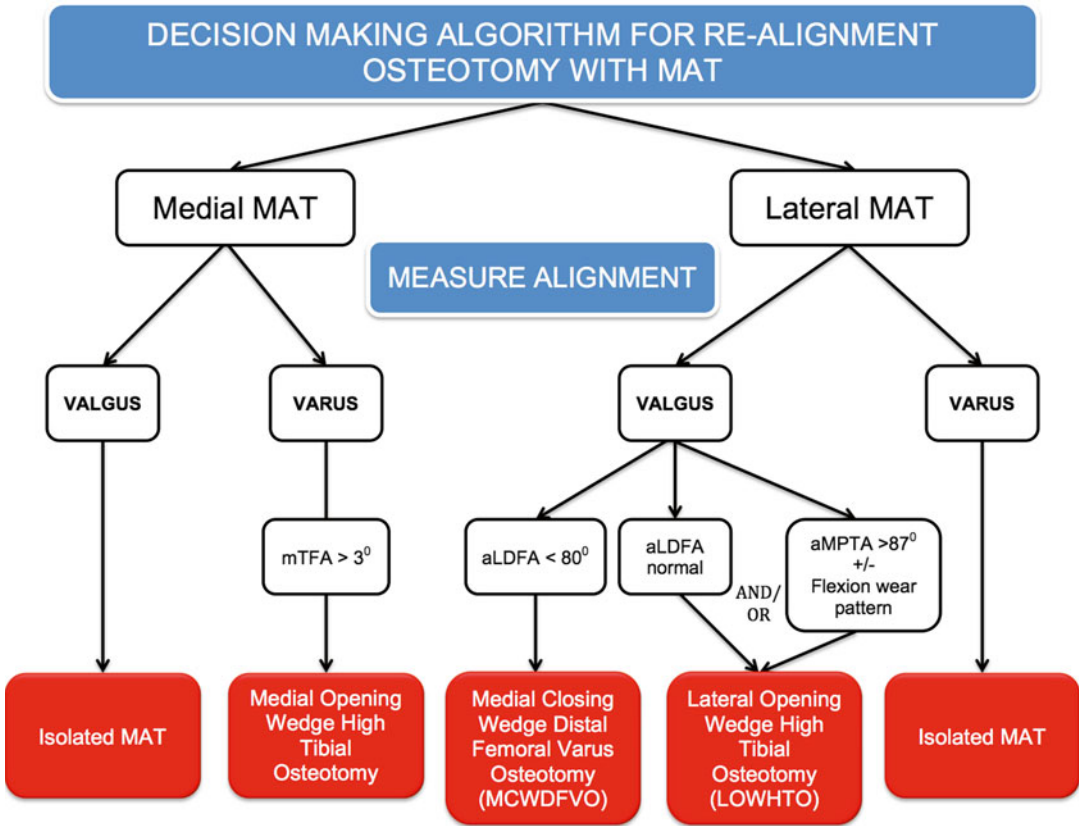 DECISION MAKING ALGORITHM FOR RE-ALIGNMENT
OSTEOTOMY WITH MAT
Medial MAT
Lateral MAT
MEASURE ALIGNMENT
VALGUS
VARUS
VALGUS
VARUS
mTFA > 3⁰
aLDFA < 80⁰
aLDFA
normal
AND/
OR
aMPTA >87⁰
+/-
Flexion wear
pattern
Isolated MAT
Medial Opening
Wedge High
Tibial
Osteotomy
Medial Closing
Wedge Distal
Femoral Varus
Osteotomy
(MCWDFVO)
Lateral Opening
Wedge High
Tibial
Osteotomy
(LOWHTO)
Isolated MAT